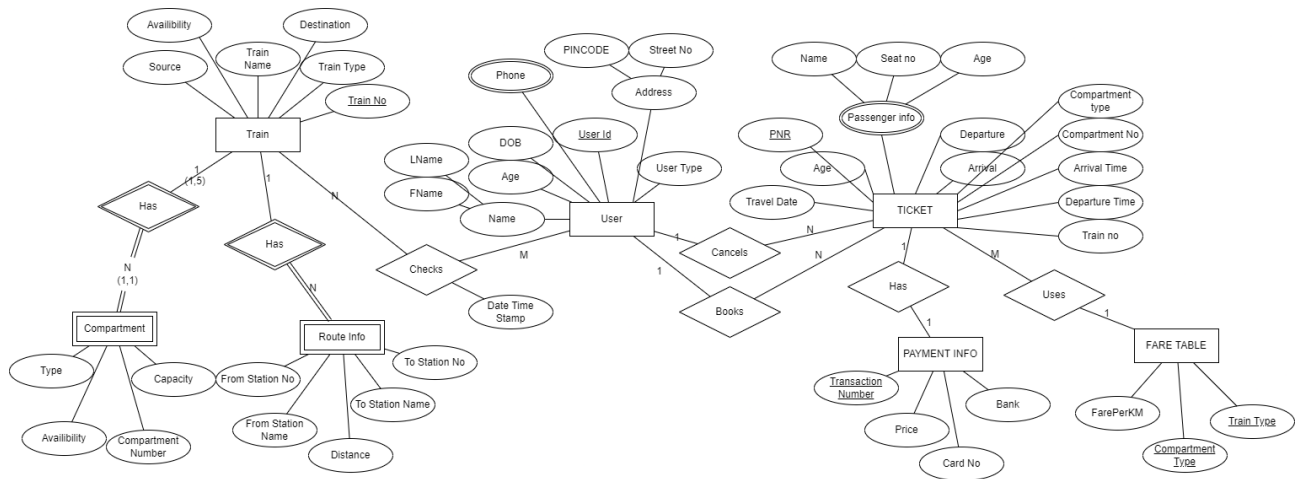 Availibility
Destination
Source
Train
Name
Train Type
Train No
Train
1
(1,5)
1
N
Has
Has
N
(1,1)
N
Compartment
Type
Capacity
Availibility
Compartment
Number
Route Info
From Station No
To Station No
From Station
Name
To Station Name
Distance
Checks
M
Date Time
Stamp
Phone
PINCODE
Street No
Address
DOB
User Id
LName
Age
User Type
FName
Name
User
1
Cancels
N
1
Books
N
Name
Seat no
Age
Passenger info
PNR
Age
Travel Date
Departure
Arrival
Compartment
type
Compartment No
Arrival Time
Departure Time
Train no
TICKET
1
Has
1
M
Uses
1
PAYMENT INFO
Transaction
Number
Bank
Price
Card No
FARE TABLE
FarePerKM
Train Type
Compartment
Type